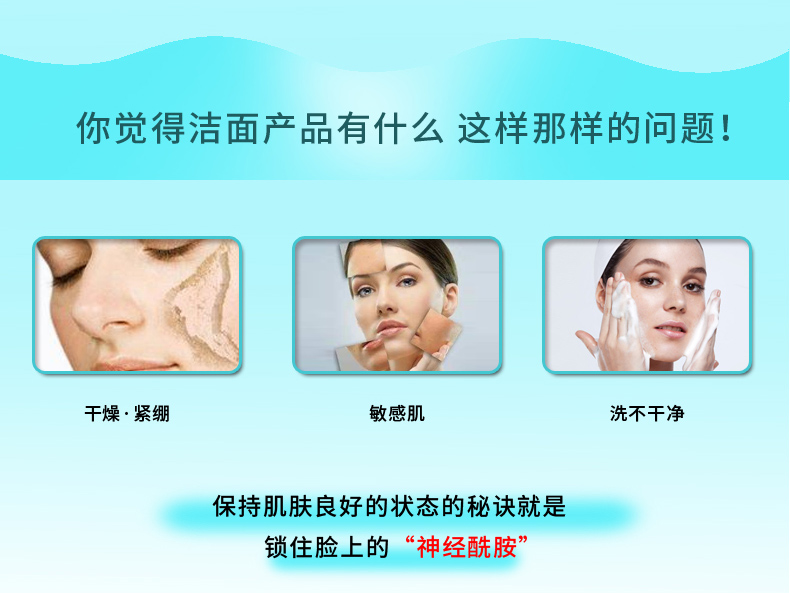 你觉得洁面产品有什么 这样那样的问题！
干燥·紧绷
敏感肌
洗不干净
保持肌肤良好的状态的秘诀就是
锁住脸上的“神经酰胺”